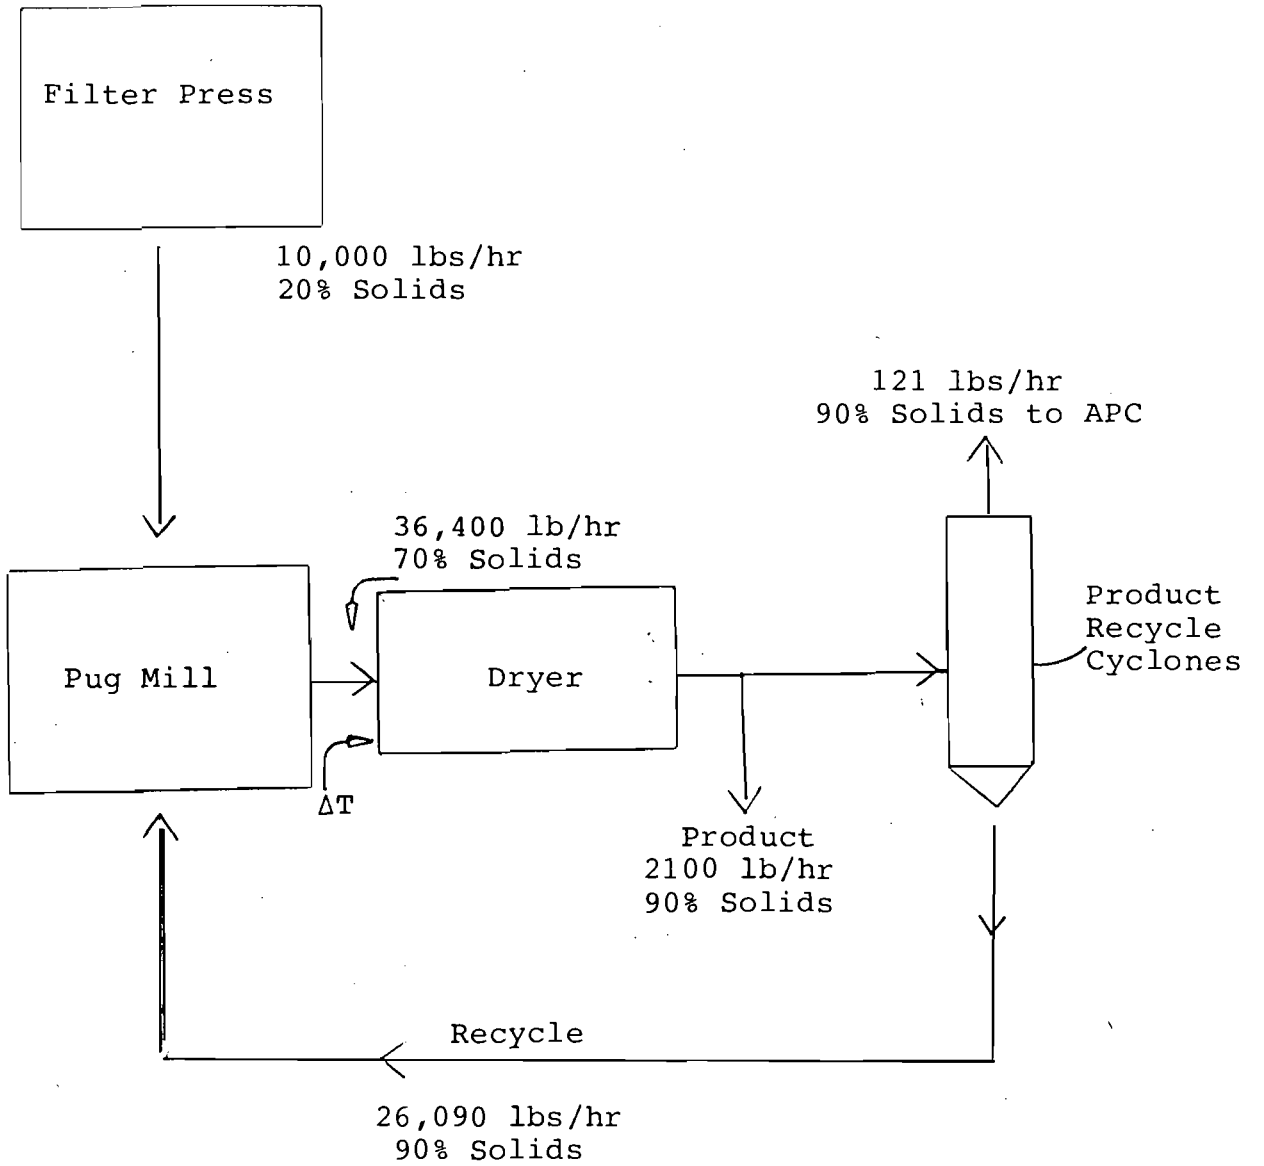 Filter Press
10,000 lbs/hr
20% Solids
121 lbs/hr
90% Solids to APC
36,400 lb/hr
70% Solids
Product
Recycle
Cyclones
Pug Mill
Dryer
ΔT
Product
2100 lb/hr
90% Solids
Recycle
26,090 lbs/hr
90% Solids